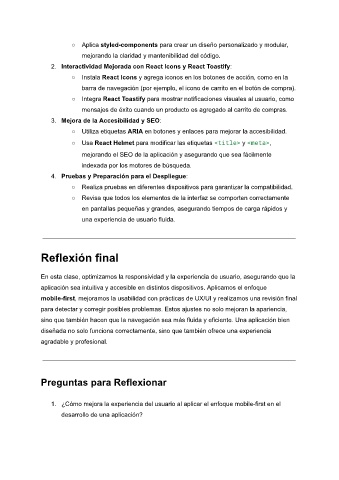 ○ Aplica styled-components para crear un diseño personalizado y modular,
mejorando la claridad y mantenibilidad del código.
2. Interactividad Mejorada con React Icons y React Toastify:
○ Instala React Icons y agrega iconos en los botones de acción, como en la
barra de navegación (por ejemplo, el icono de carrito en el botón de compra).
○ Integra React Toastify para mostrar notificaciones visuales al usuario, como
mensajes de éxito cuando un producto es agregado al carrito de compras.
3. Mejora de la Accesibilidad y SEO:
○ Utiliza etiquetas ARIA en botones y enlaces para mejorar la accesibilidad.
○ Usa React Helmet para modificar las etiquetas <title> y <meta>,
mejorando el SEO de la aplicación y asegurando que sea fácilmente
indexada por los motores de búsqueda.
4. Pruebas y Preparación para el Despliegue:
○ Realiza pruebas en diferentes dispositivos para garantizar la compatibilidad.
○ Revisa que todos los elementos de la interfaz se comporten correctamente
en pantallas pequeñas y grandes, asegurando tiempos de carga rápidos y
una experiencia de usuario fluida.
Reflexión final
En esta clase, optimizamos la responsividad y la experiencia de usuario, asegurando que la
aplicación sea intuitiva y accesible en distintos dispositivos. Aplicamos el enfoque
mobile-first, mejoramos la usabilidad con prácticas de UX/UI y realizamos una revisión final
para detectar y corregir posibles problemas. Estos ajustes no solo mejoran la apariencia,
sino que también hacen que la navegación sea más fluida y eficiente. Una aplicación bien
diseñada no solo funciona correctamente, sino que también ofrece una experiencia
agradable y profesional.
Preguntas para Reflexionar
1. ¿Cómo mejora la experiencia del usuario al aplicar el enfoque mobile-first en el
desarrollo de una aplicación?